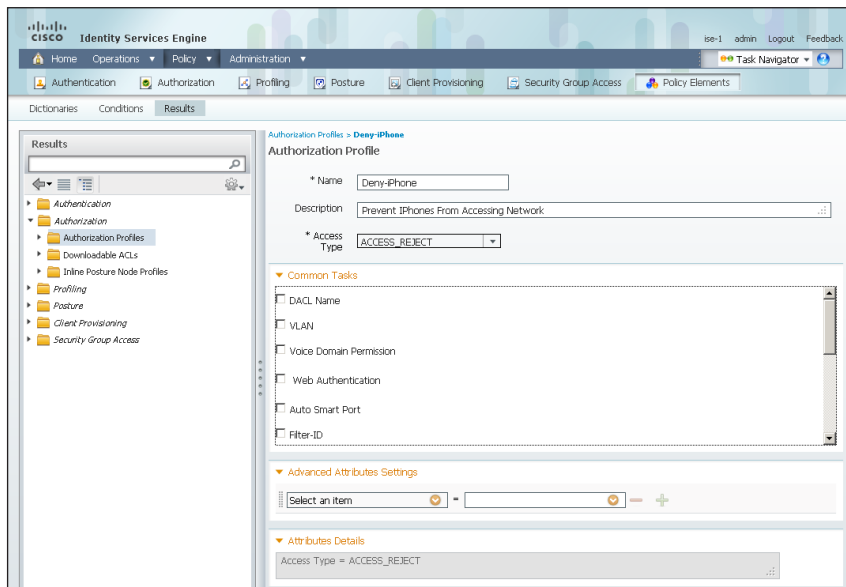 CISCO Identity Services Engine
ise-1 admin Logout Feedback
Home Operations Policy Administration
Task Navigator
Authentication Authorization Profiling Posture Client Provisioning Security Group Access Policy Elements
Dictionaries Conditions Results
Results
Authentication
Authorization
Authorization Profiles
Downloadable ACLs
Inline Posture Node Profiles
Profiling
Posture
Client Provisioning
Security Group Access
Authorization Profiles > Deny-iPhone
Authorization Profile
* Name Deny-iPhone
Description Prevent IPhones From Accessing Network
* Access Type ACCESS_REJECT
Common Tasks
DACL Name
VLAN
Voice Domain Permission
Web Authentication
Auto Smart Port
Filter-ID
Advanced Attributes Settings
Select an item =
Attributes Details
Access Type = ACCESS_REJECT